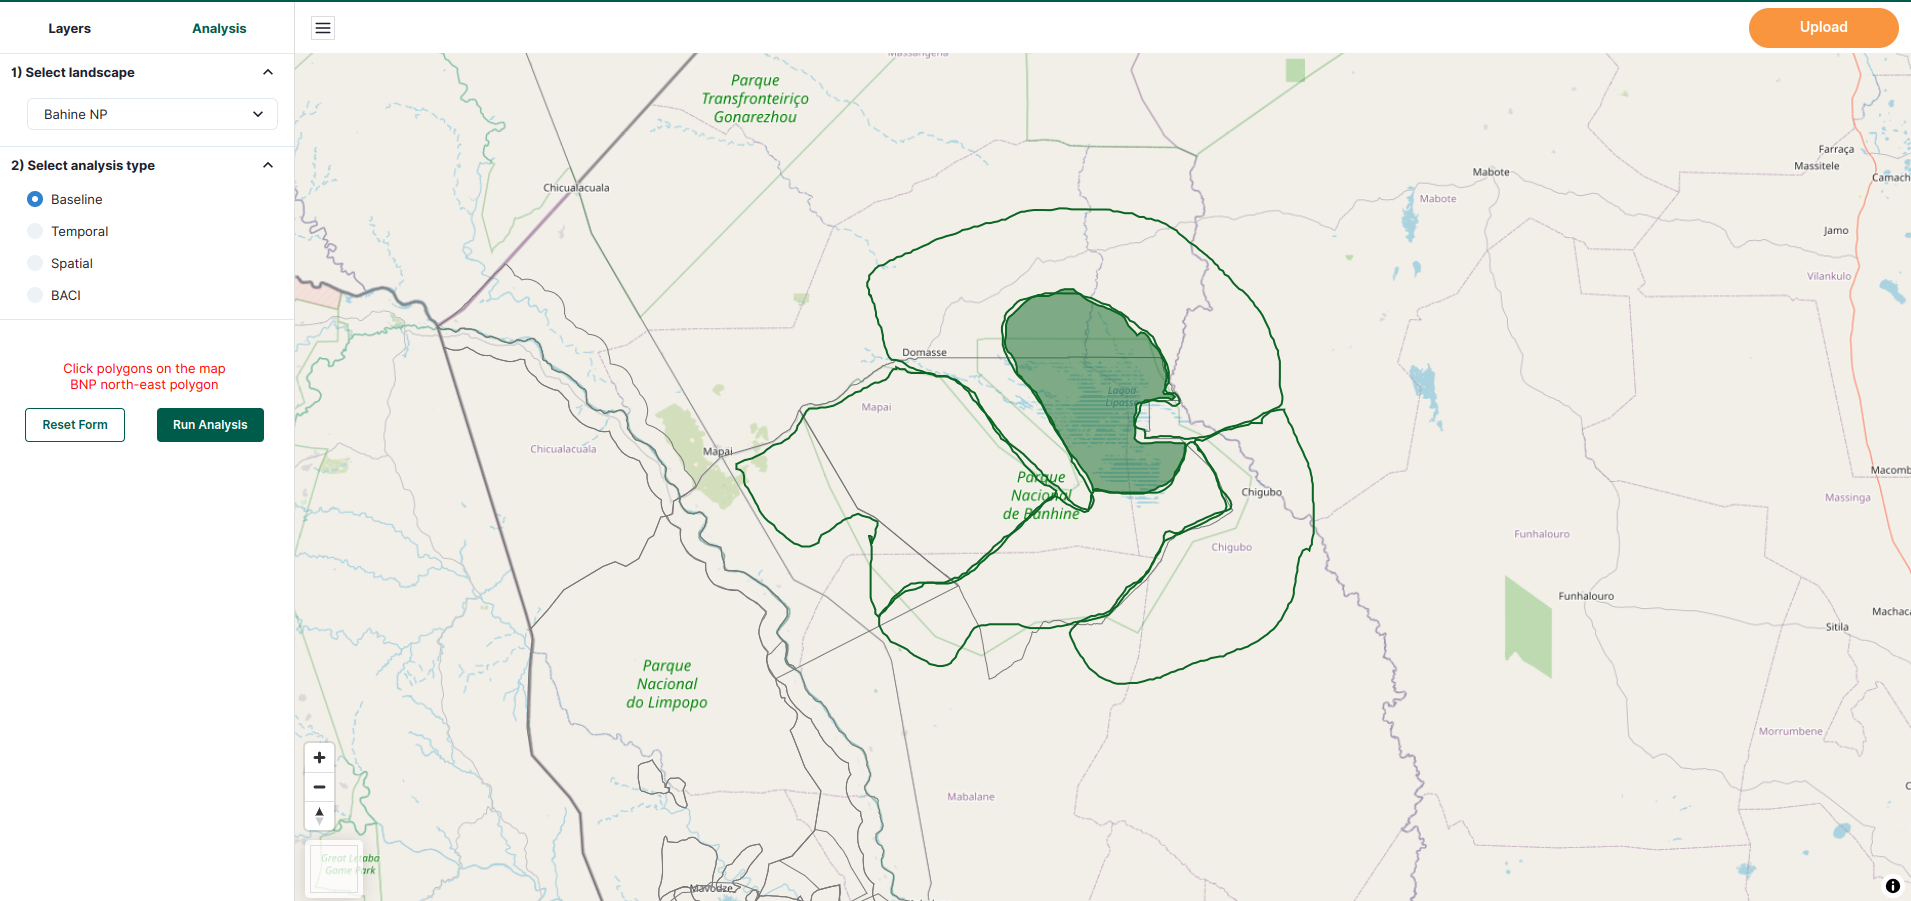 Layers
Analysis
Upload
1) Select landscape
Bahine NP
2) Select analysis type
Baseline
Temporal
Spatial
BACI
Click polygons on the map
BNP north-east polygon
Reset Form
Run Analysis
Massangena
Parque
Transfronteiriço
Gonarezhou
Chicualacuala
Farraça
Massitele
Camach
Mabote
Mabote
Jamo
Vilankulo
Domasse
Lagoa
Lipasse
Mapai
Mapai
Chicualacuala
Parque
Nacional
de Banhine
Chigubo
Chigubo
Macomb
Massinga
Funhalouro
Funhalouro
Machaca
Sitila
Parque
Nacional
do Limpopo
Morrumbene
Mabalane
Great Letaba
Game Park
Mavodze